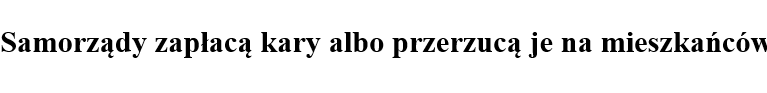 Samorządy zapłacą kary albo przerzucą je na mieszkańców